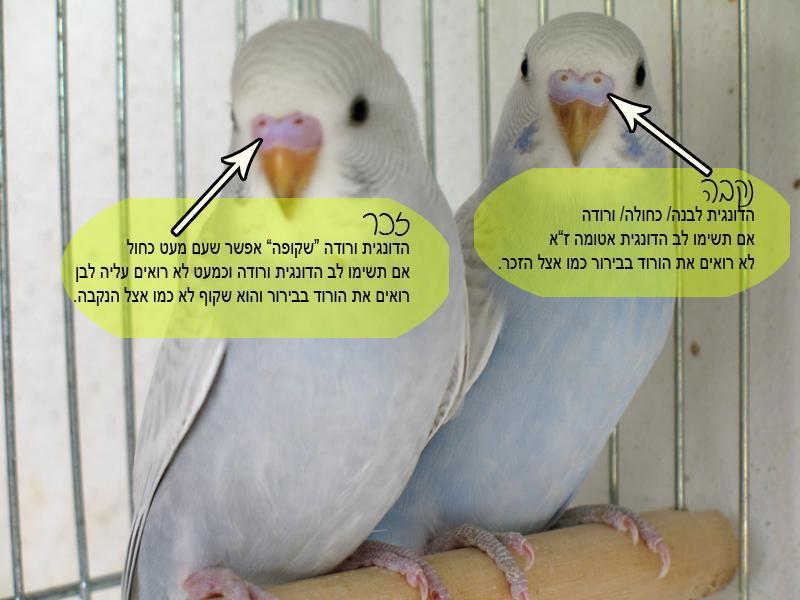 נקבה
הדונגית לבנה/ כחולה/ ורודה
אם תשימו לב הדונגית אטומה ז"א
לא רואים את הורוד בבירור כמו אצל הזכר.
זכר
הדונגית ורודה "שקופה" אפשר שעם מעט כחול
אם תשימו לב הדונגית ורודה וכמעט לא רואים עליה לבן
רואים את הורוד בבירור והוא שקוף לא כמו אצל הנקבה.